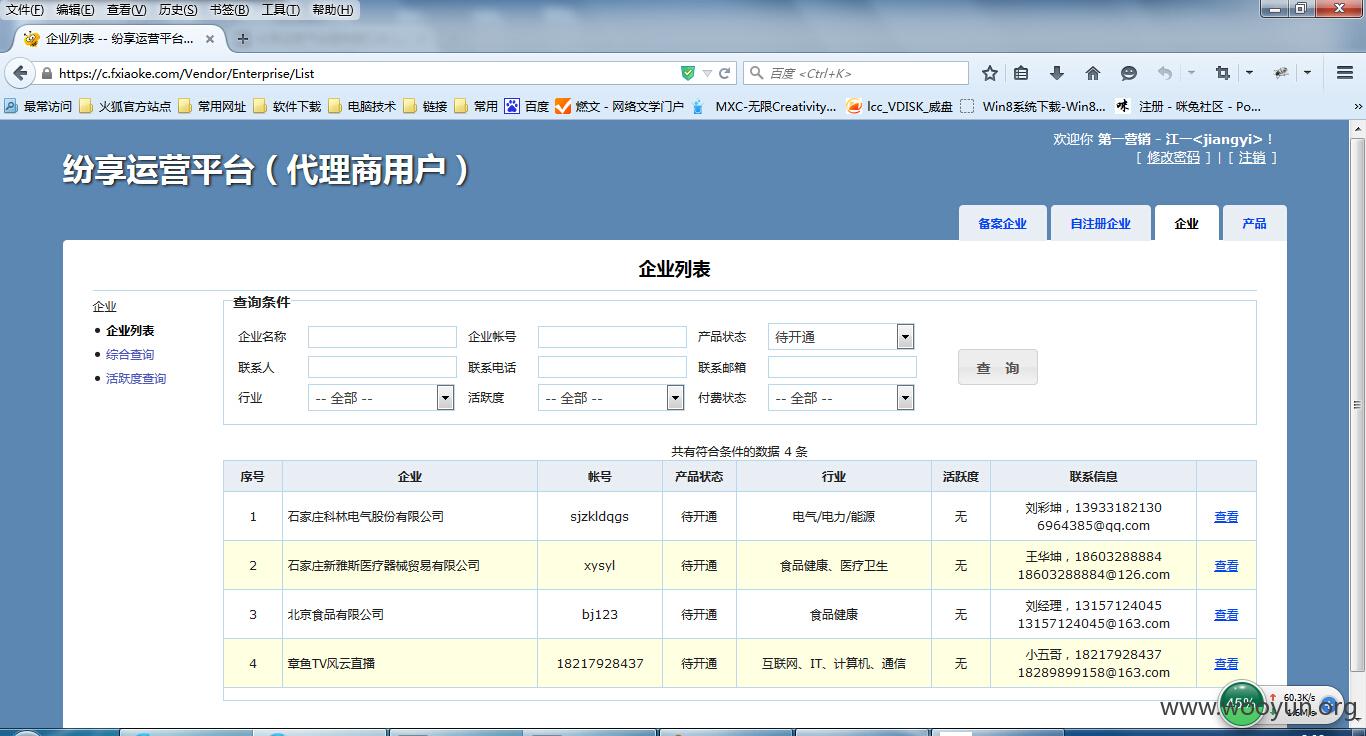 文件(F) 编辑(E) 查看(V) 历史(S) 书签(B) 工具(T) 帮助(H)
企业列表 -- 纷享运营平台...
https://c.fxiaoke.com/Vendor/Enterprise/List
百度 <Ctrl+K>
最常访问 火狐官方站点 常用网址 软件下载 电脑技术 链接 常用 百度 燃文 - 网络文学门户 MXC-无限Creativity... lcc_VDISK_威盘 Win8系统下载-Win8... 注册 - 咪兔社区 - Po... »
欢迎你 第一营销 - 江一<jiangyi> !
[ 修改密码 ] | [ 注销 ]
纷享运营平台（代理商用户）
备案企业 自注册企业 企业 产品
企业列表
企业
企业列表
综合查询
活跃度查询
查询条件
企业名称 企业帐号 产品状态 待开通
联系人 联系电话 联系邮箱
行业 -- 全部 -- 活跃度 -- 全部 -- 付费状态 -- 全部 --
查 询
共有符合条件的数据 4 条
序号 企业 帐号 产品状态 行业 活跃度 联系信息
1 石家庄科林电气股份有限公司 sjzkldqgs 待开通 电气/电力/能源 无 刘彩坤，13933182130 6964385@qq.com 查看
2 石家庄新雅斯医疗器械贸易有限公司 xysyl 待开通 食品健康、医疗卫生 无 王华坤，18603288884 18603288884@126.com 查看
3 北京食品有限公司 bj123 待开通 食品健康 无 刘经理，13157124045 13157124045@163.com 查看
4 章鱼TV风云直播 18217928437 待开通 互联网、IT、计算机、通信 无 小五哥，18217928437 18289899158@163.com 查看
45% 60.3K/s
1.6M/s
www.wooyun.org